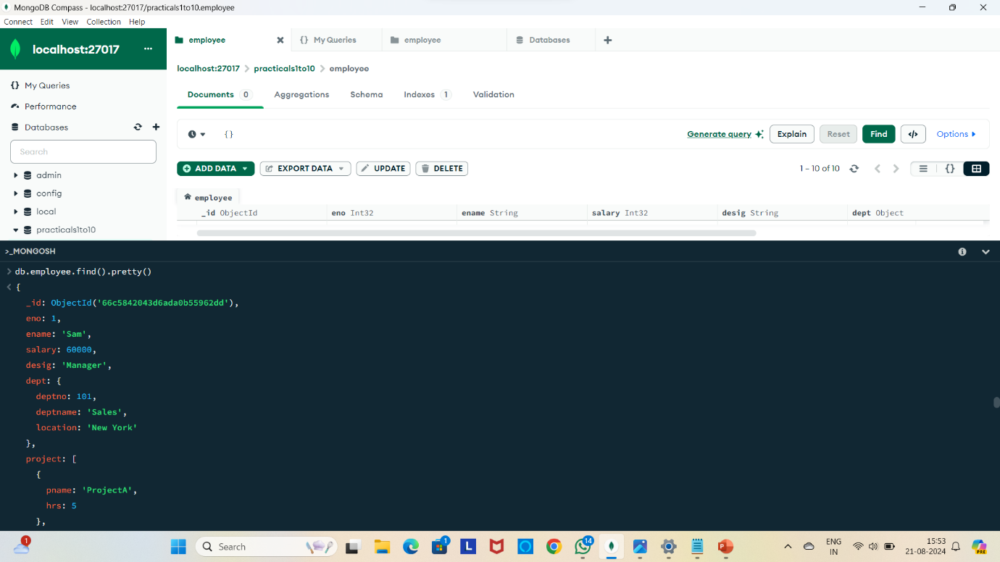 MongoDB Compass - localhost:27017/practicals1to10.employee
Connect Edit View Collection Help
localhost:27017 ...
employee {} My Queries employee Databases
localhost:27017 > practicals1to10 > employee
{} My Queries
Performance
Databases
Search
admin
config
local
practicals1to10
Documents 0 Aggregations Schema Indexes 1 Validation
{} Generate query Explain Reset Find </> Options
ADD DATA EXPORT DATA UPDATE DELETE 1 – 10 of 10 {}
employee
_id ObjectId eno Int32 ename String salary Int32 desig String dept Object
>_MONGOSH
> db.employee.find().pretty()
< {
_id: ObjectId('66c5842043d6ada0b55962dd'),
eno: 1,
ename: 'Sam',
salary: 60000,
desig: 'Manager',
dept: {
deptno: 101,
deptname: 'Sales',
location: 'New York'
},
project: [
{
pname: 'ProjectA',
hrs: 5
},
1 Search 1 L 14 ENG IN 15:53 21-08-2024 PRE